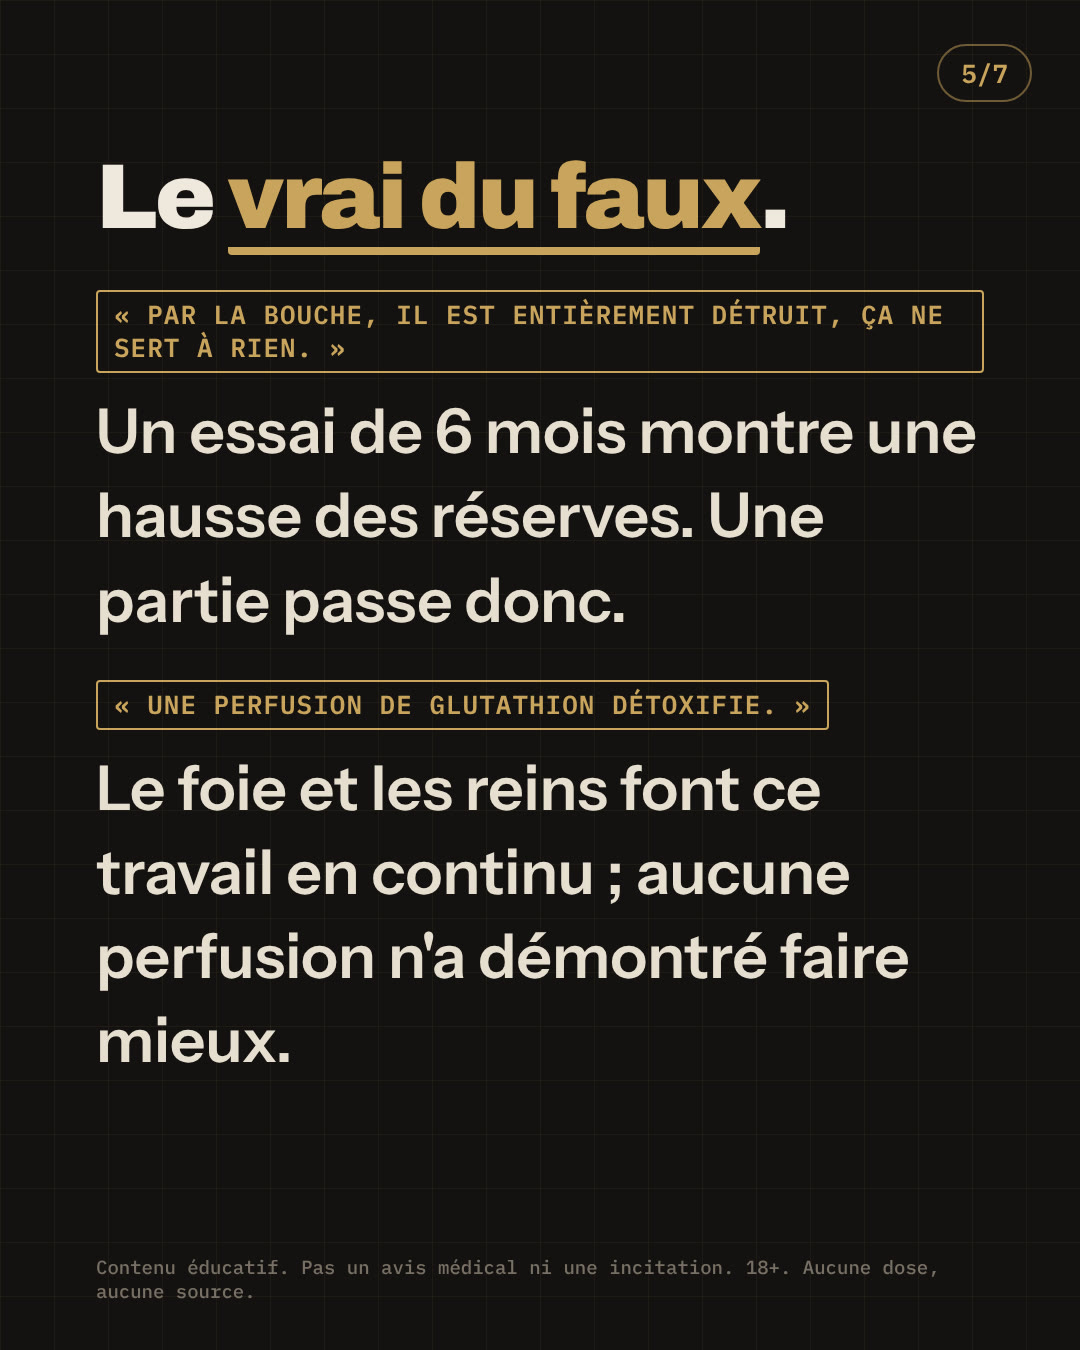 5/7
Le vrai du faux.
« PAR LA BOUCHE, IL EST ENTIÈREMENT DÉTRUIT, ÇA NE
SERT À RIEN. »
Un essai de 6 mois montre une
hausse des réserves. Une
partie passe donc.
« UNE PERFUSION DE GLUTATHION DÉTOXIFIE. »
Le foie et les reins font ce
travail en continu ; aucune
perfusion n'a démontré faire
mieux.
Contenu éducatif. Pas un avis médical ni une incitation. 18+. Aucune dose,
aucune source.